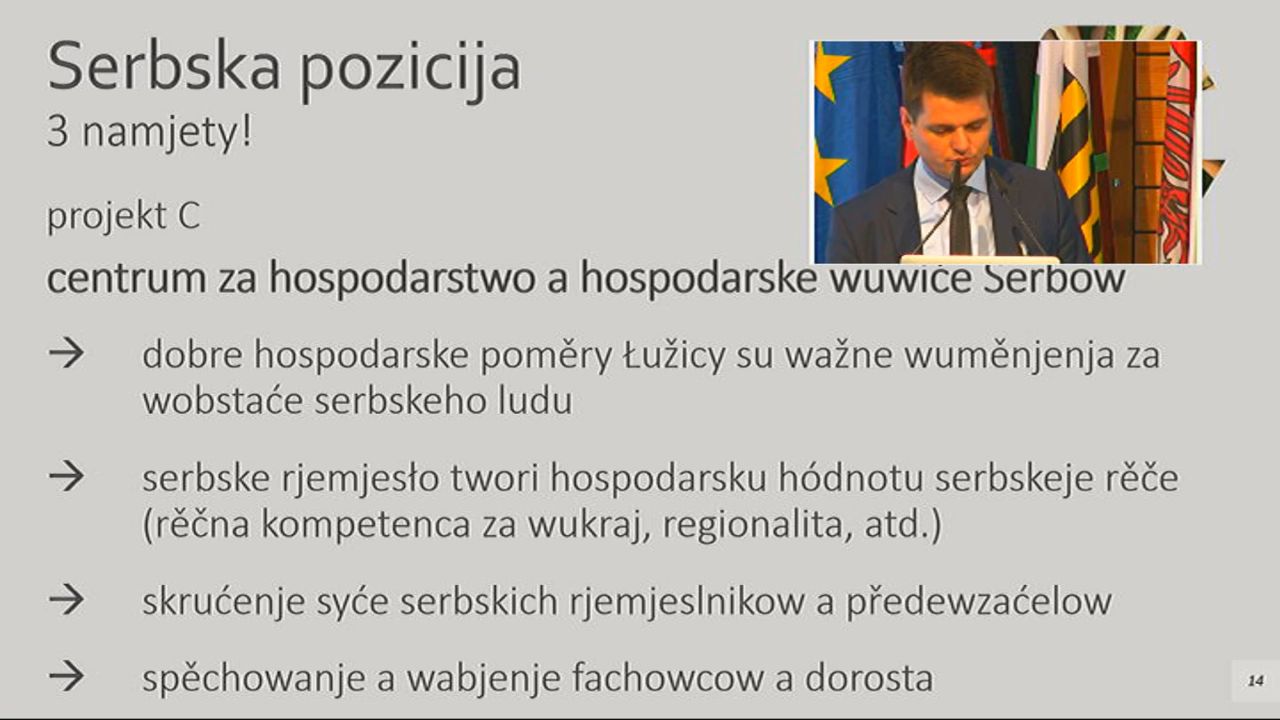 Serbska pozicija
3 namjety!
projekt C
centrum za hospodarstwo a hospodarske wuwiće Serbow
→ dobre hospodarske poměry Łužicy su ważne wuměnjenja za
wobstaće serbskeho ludu
→ serbske rjemjesło twori hospodarsku hódnotu serbskeje rěče
(rěčna kompetenca za wukraj, regionalita, atd.)
→ skrućenje syće serbskich rjemjeslnikow a předewzaćelow
→ spěchowanje a wabjenje fachowcow a dorosta
14